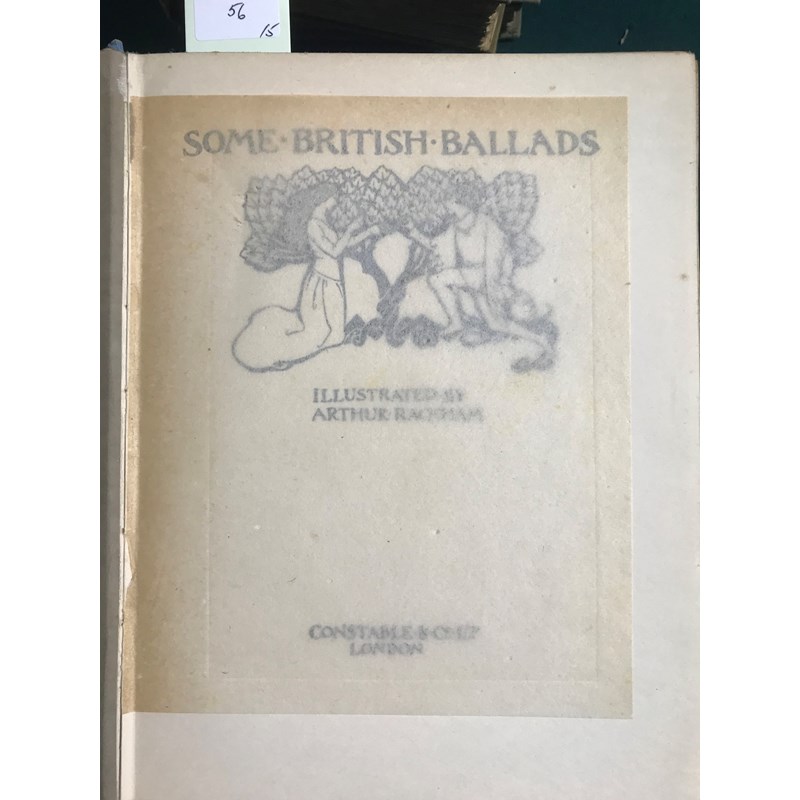 56
15
SOME·BRITISH·BALLADS
ILLUSTRATED·BY
ARTHUR·RACKHAM
CONSTABLE·&·Cº·Lᵀᴰ
LONDON